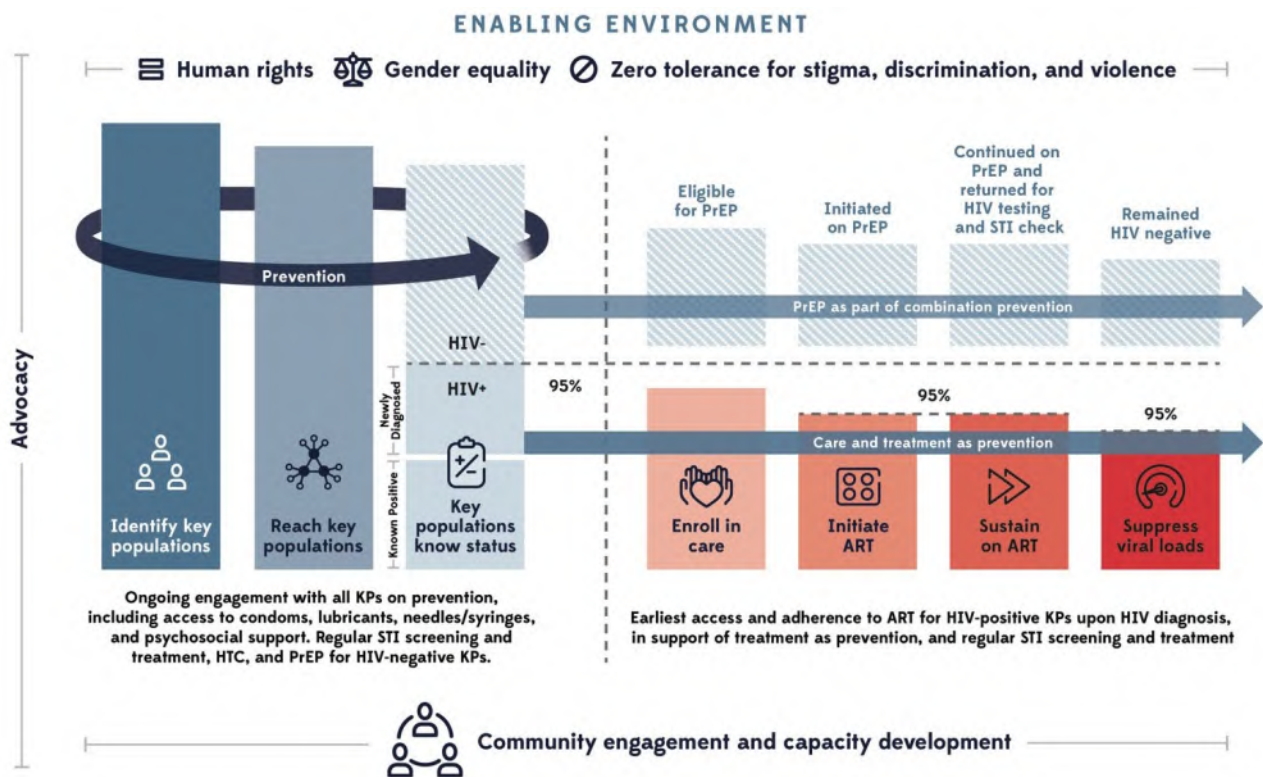 ENABLING ENVIRONMENT
Human rights
Gender equality
Zero tolerance for stigma, discrimination, and violence
Advocacy
Prevention
Identify key
populations
Reach key
populations
HIV-
HIV+
Newly
Diagnosed
Known Positive
Key
populations
know status
95%
Eligible
for PrEP
Initiated
on PrEP
Continued on
PrEP and
returned for
HIV testing
and STI check
Remained
HIV negative
PrEP as part of combination prevention
95%
95%
Care and treatment as prevention
Enroll in
care
Initiate
ART
Sustain
on ART
Suppress
viral loads
Ongoing engagement with all KPs on prevention,
including access to condoms, lubricants, needles/syringes,
and psychosocial support. Regular STI screening and
treatment, HTC, and PrEP for HIV-negative KPs.
Earliest access and adherence to ART for HIV-positive KPs upon HIV diagnosis,
in support of treatment as prevention, and regular STI screening and treatment
Community engagement and capacity development